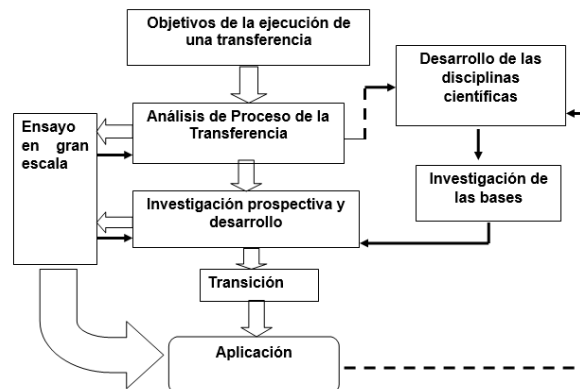 Objetivos de la ejecución de
una transferencia
Desarrollo de las
disciplinas
científicas
Ensayo
en gran
escala
Análisis de Proceso de la
Transferencia
Investigación de
las bases
Investigación prospectiva y
desarrollo
Transición
Aplicación